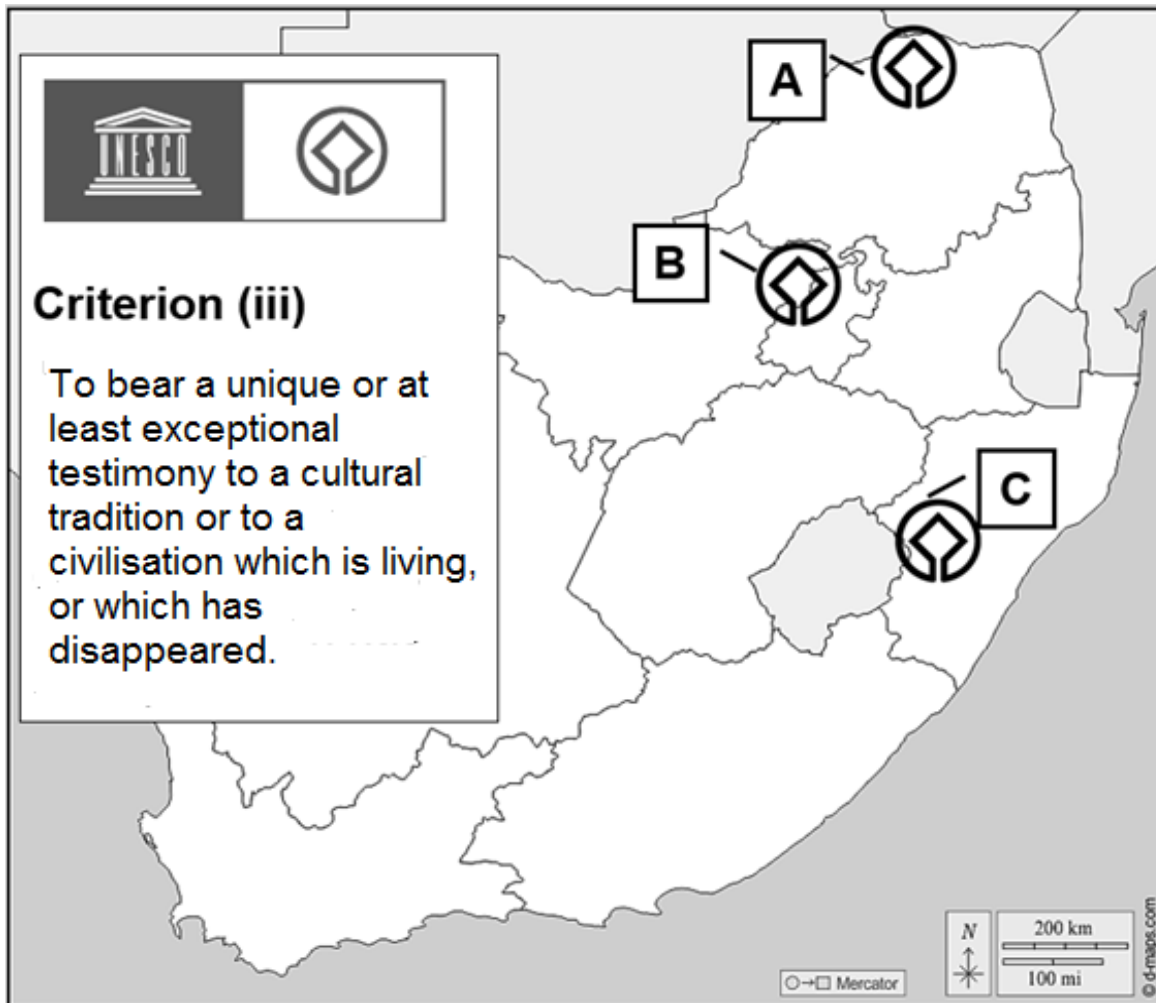 UNESCO
Criterion (iii)
To bear a unique or at
least exceptional
testimony to a cultural
tradition or to a
civilisation which is living,
or which has
disappeared.
A
B
C
N
200 km
100 mi
Mercator
© d-maps.com